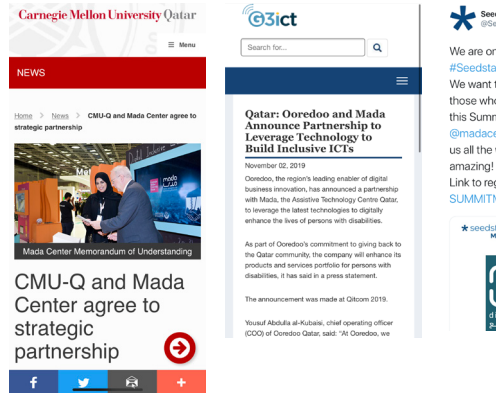 Carnegie Mellon University Qatar
≡ Menu
NEWS
Home > News > CMU-Q and Mada Center agree to
strategic partnership
mada
Mada Center Memorandum of Understanding
CMU-Q and Mada
Center agree to
strategic
partnership
G3ict
Search for...
Qatar: Ooredoo and Mada
Announce Partnership to
Leverage Technology to
Build Inclusive ICTs
November 02, 2019
Ooredoo, the region's leading enabler of digital
business innovation, has announced a partnership
with Mada, the Assistive Technology Centre Qatar,
to leverage the latest technologies to digitally
enhance the lives of persons with disabilities.
As part of Ooredoo's commitment to giving back to
the Qatar community, the company will enhance its
products and services portfolio for persons with
disabilities, it has said in a press statement.
The announcement was made at Qitcom 2019.
Yousuf Abdulla al-Kubaisi, chief operating officer
(COO) of Ooredoo Qatar, said: "At Ooredoo, we
We are on
#Seedsta
We want t
those who
this Summ
@madace
us all the
amazing!
Link to reg
SUMMITM
seedst